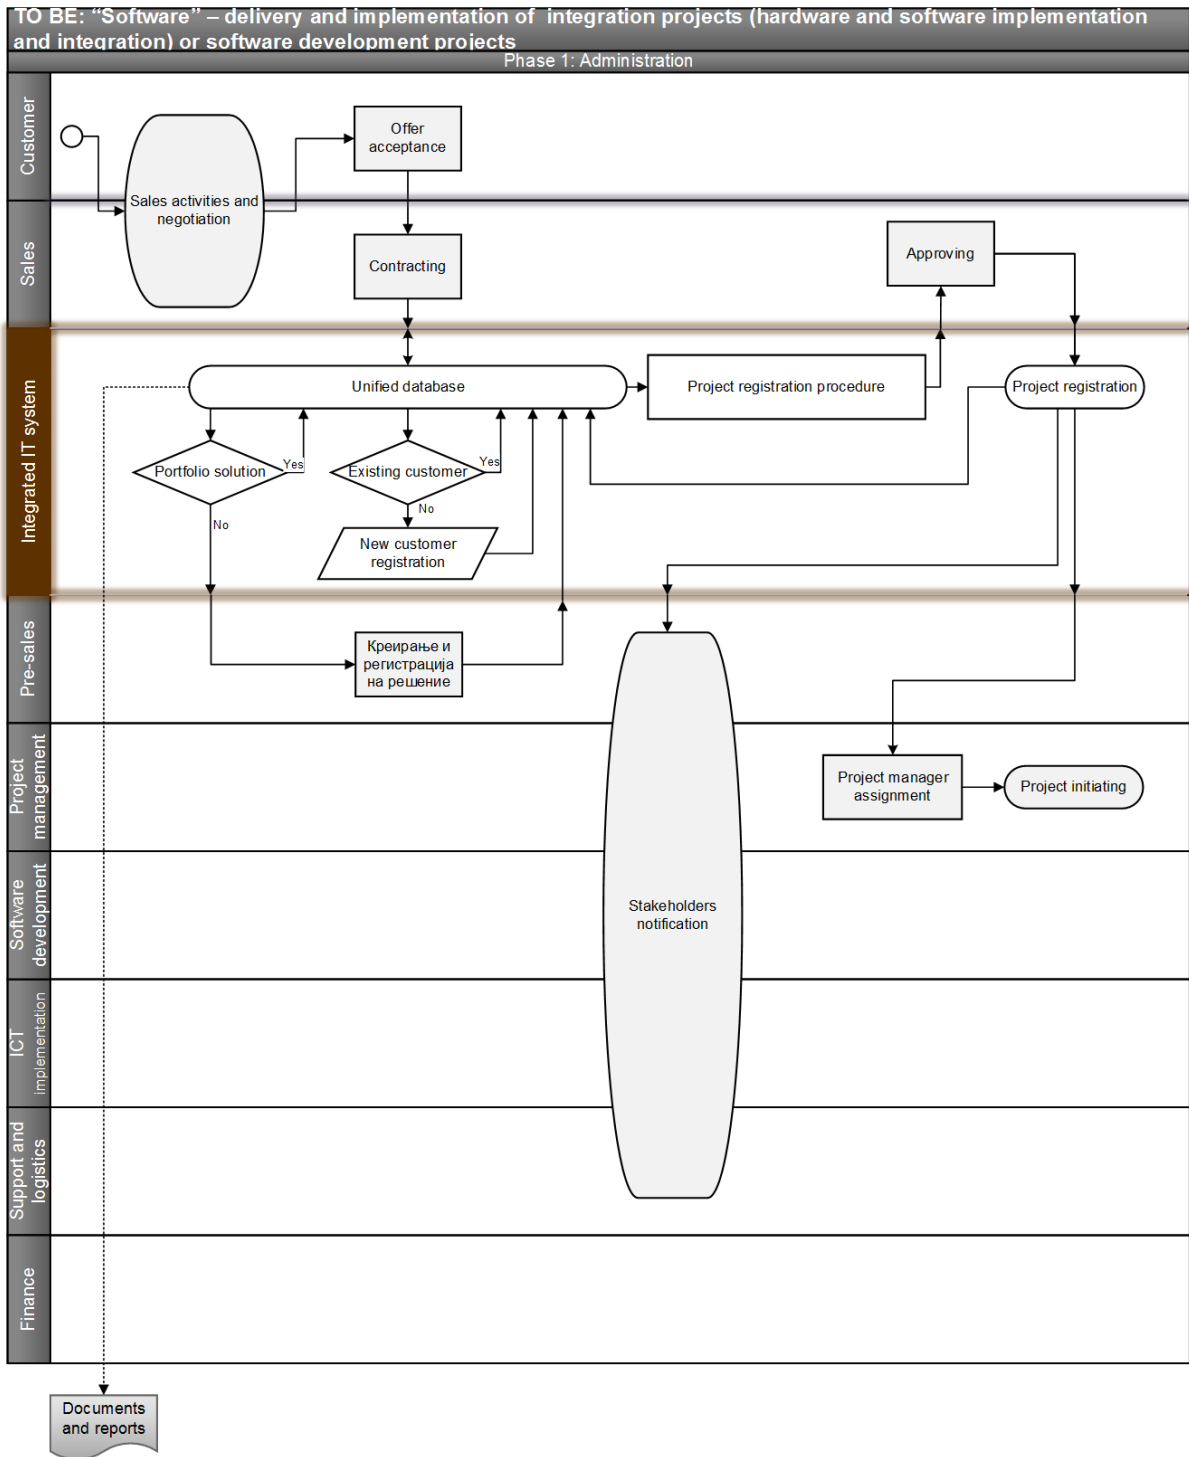 TO BE: “Software” – delivery and implementation of integration projects (hardware and software implementation
and integration) or software development projects
Phase 1: Administration
Customer
Offer
acceptance
Sales activities and
negotiation
Sales
Contracting
Approving
Integrated IT system
Unified database
Project registration procedure
Project registration
Portfolio solution
Yes
Existing customer
Yes
No
No
New customer
registration
Pre-sales
Креирање и
регистрација
на решение
Project
management
Project manager
assignment
Project initiating
Software
development
Stakeholders
notification
ICT
implementation
Support and
logistics
Finance
Documents
and reports